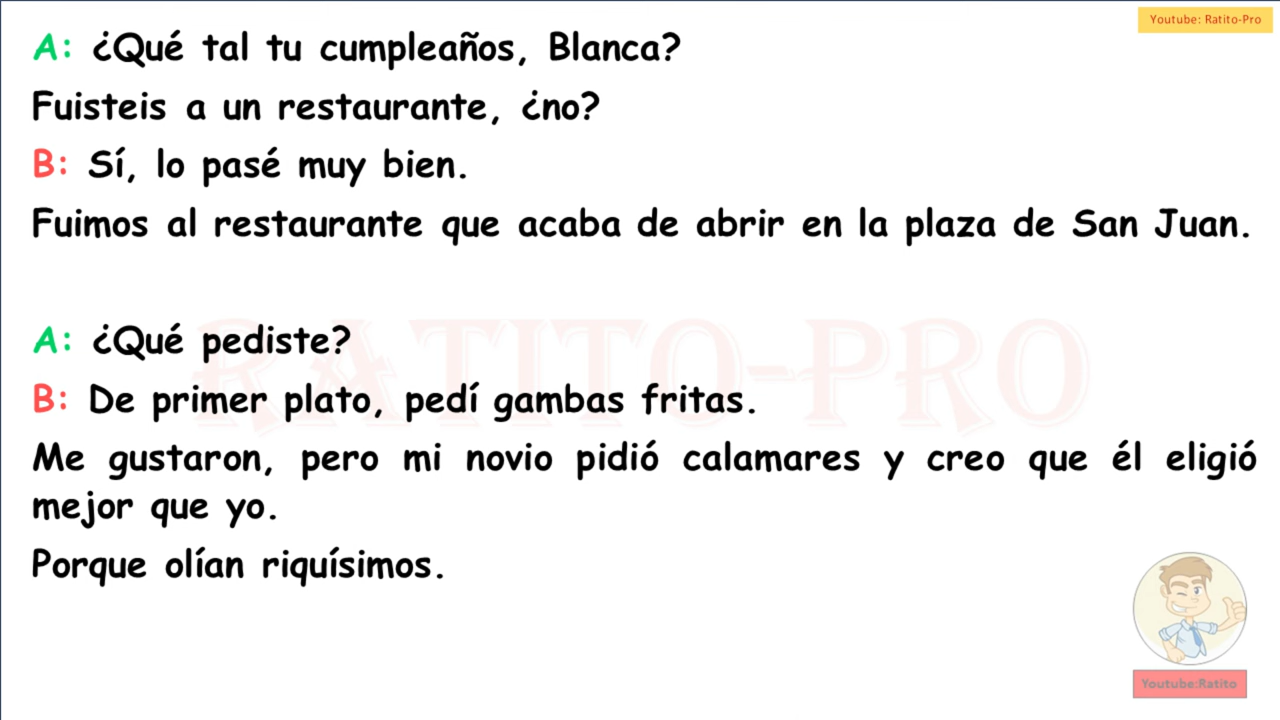 Youtube: Ratito-Pro
A: ¿Qué tal tu cumpleaños, Blanca?
Fuisteis a un restaurante, ¿no?
B: Sí, lo pasé muy bien.
Fuimos al restaurante que acaba de abrir en la plaza de San Juan.
RATITO-PRO
A: ¿Qué pediste?
B: De primer plato, pedí gambas fritas.
Me gustaron, pero mi novio pidió calamares y creo que él eligió
mejor que yo.
Porque olían riquísimos.
Youtube:Ratito